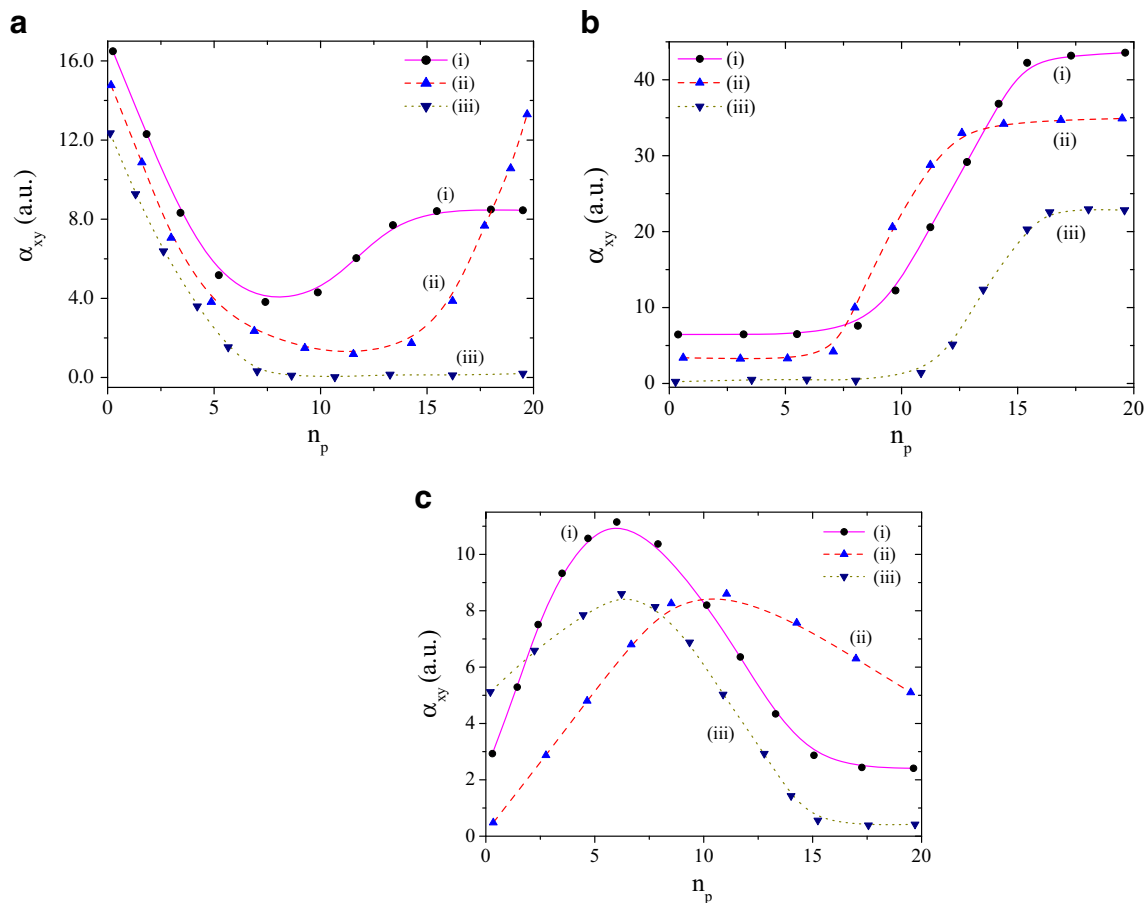 a
16.0
12.0
8.0
4.0
0.0
α_xy (a.u.)
(i)
(ii)
(iii)
(i)
(ii)
(iii)
0 5 10 15 20
n_p
b
40
30
20
10
0
α_xy (a.u.)
(i)
(ii)
(iii)
(i)
(ii)
(iii)
0 5 10 15 20
n_p
c
10
8
6
4
2
0
α_xy (a.u.)
(i)
(i)
(ii)
(iii)
(ii)
(iii)
0 5 10 15 20
n_p